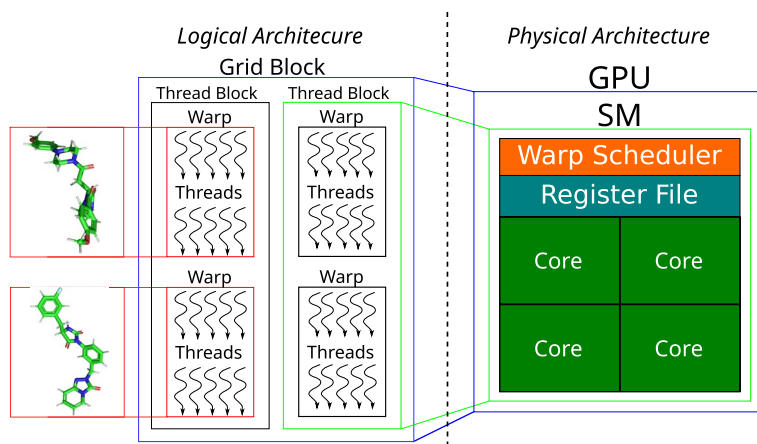 Logical Architecure
Physical Architecture
Grid Block
GPU
Thread Block
Thread Block
SM
Warp
Warp
Warp Scheduler
Threads
Threads
Register File
Core
Core
Warp
Warp
Threads
Threads
Core
Core